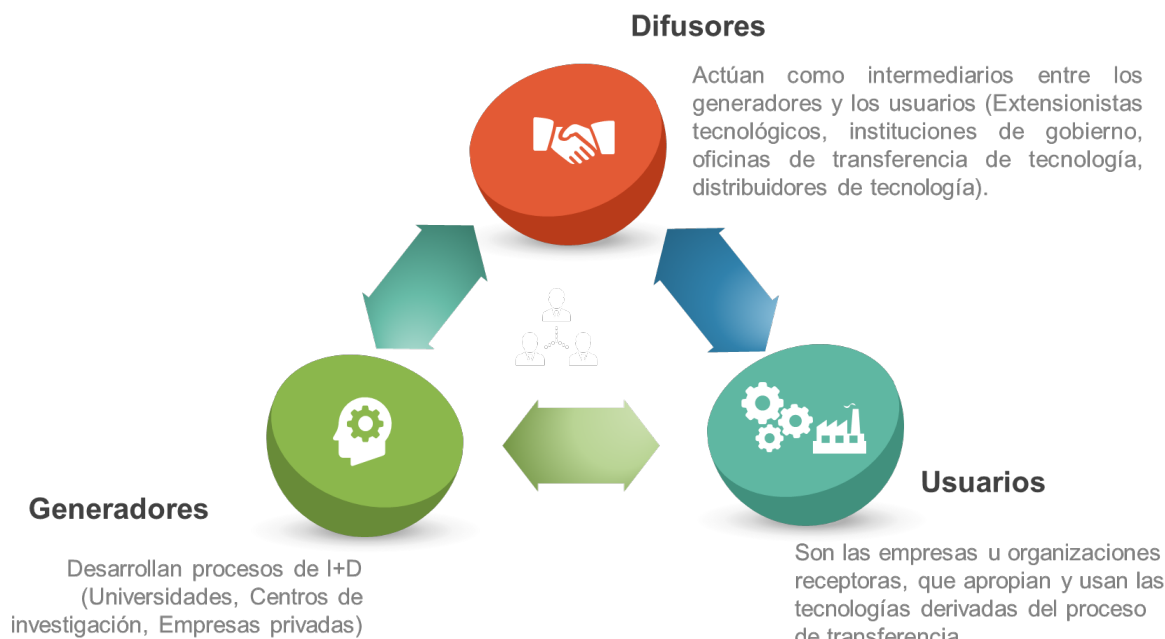 Difusores
Actúan como intermediarios entre los
generadores y los usuarios (Extensionistas
tecnológicos, instituciones de gobierno,
oficinas de transferencia de tecnología,
distribuidores de tecnología).
Generadores
Desarrollan procesos de I+D
(Universidades, Centros de
investigación, Empresas privadas)
Usuarios
Son las empresas u organizaciones
receptoras, que apropian y usan las
tecnologías derivadas del proceso
de transferencia